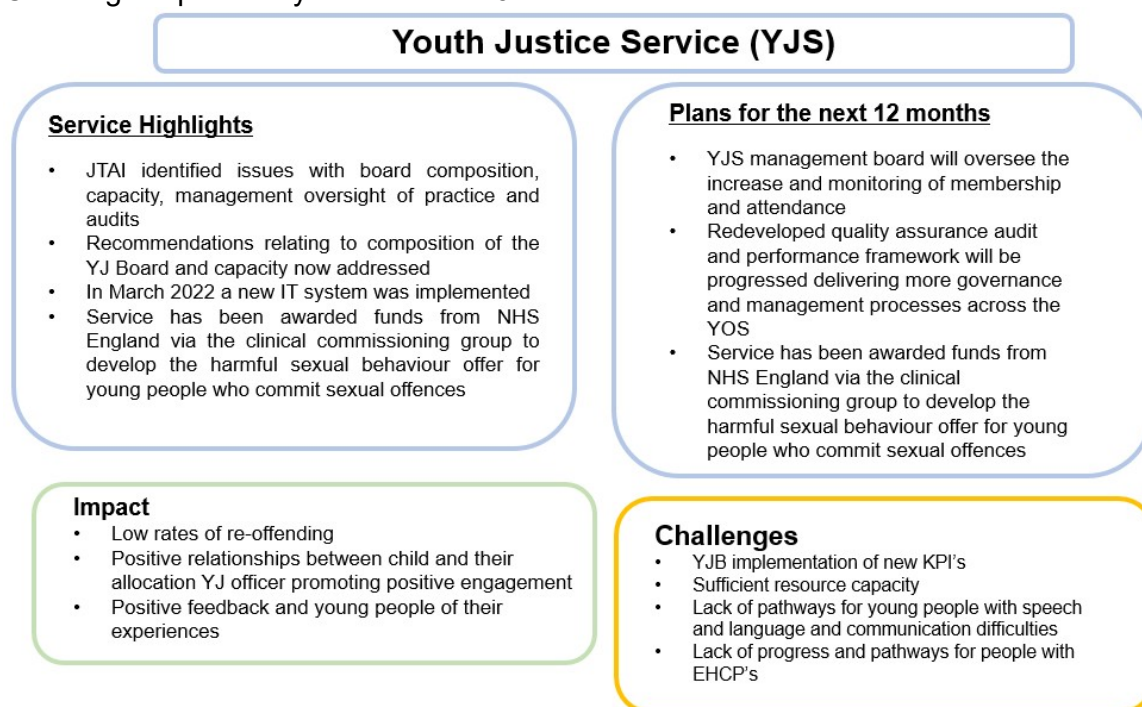 Youth Justice Service (YJS)
Service Highlights
• JTAI identified issues with board composition,
capacity, management oversight of practice and
audits
• Recommendations relating to composition of the
YJ Board and capacity now addressed
• In March 2022 a new IT system was implemented
• Service has been awarded funds from NHS
England via the clinical commissioning group to
develop the harmful sexual behaviour offer for
young people who commit sexual offences
Plans for the next 12 months
• YJS management board will oversee the
increase and monitoring of membership
and attendance
• Redeveloped quality assurance audit
and performance framework will be
progressed delivering more governance
and management processes across the
YOS
• Service has been awarded funds from
NHS England via the clinical
commissioning group to develop the
harmful sexual behaviour offer for young
people who commit sexual offences
Impact
• Low rates of re-offending
• Positive relationships between child and their
allocation YJ officer promoting positive engagement
• Positive feedback and young people of their
experiences
Challenges
• YJB implementation of new KPI's
• Sufficient resource capacity
• Lack of pathways for young people with speech
and language and communication difficulties
• Lack of progress and pathways for people with
EHCP's